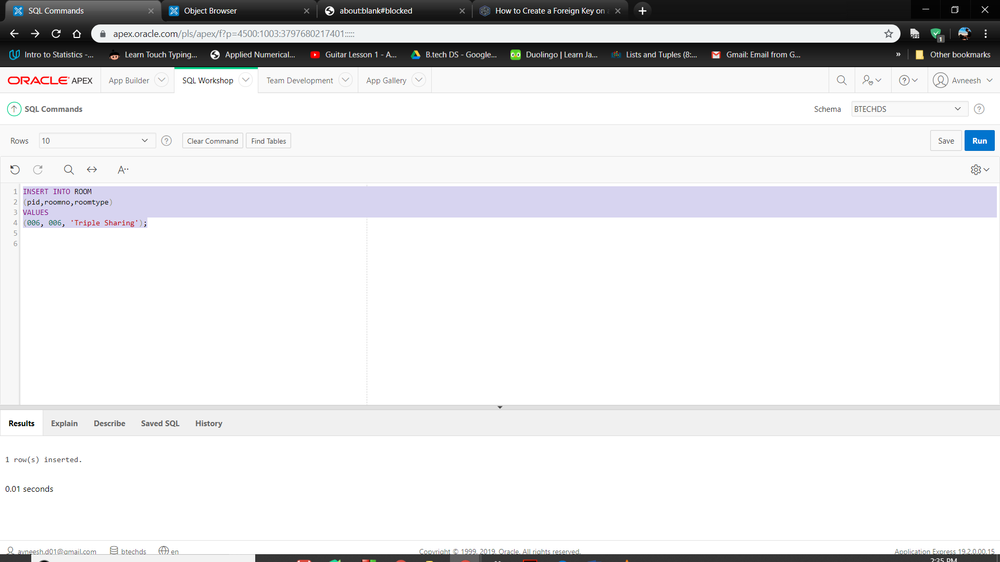 SQL Commands
Object Browser
about:blank#blocked
How to Create a Foreign Key on
apex.oracle.com/pls/apex/f?p=4500:1003:3797680217401:::::
OFF
1
Intro to Statistics -...
Learn Touch Typing...
Applied Numerical...
Guitar Lesson 1 - A...
B.tech DS - Google...
Duolingo | Learn Ja...
Lists and Tuples (8:...
Gmail: Email from G...
»
Other bookmarks
ORACLE APEX
App Builder
SQL Workshop
Team Development
App Gallery
Avneesh
SQL Commands
Schema
BTECHDS
Rows
10
Clear Command
Find Tables
Save
Run
1 INSERT INTO ROOM
2 (pid,roomno,roomtype)
3 VALUES
4 (006, 006, 'Triple Sharing');
5
6
Results
Explain
Describe
Saved SQL
History
1 row(s) inserted.
0.01 seconds
avneesh.d01@gmail.com
btechds
en
Copyright © 1999, 2019, Oracle. All rights reserved.
Application Express 19.2.0.00.15
2:35 PM